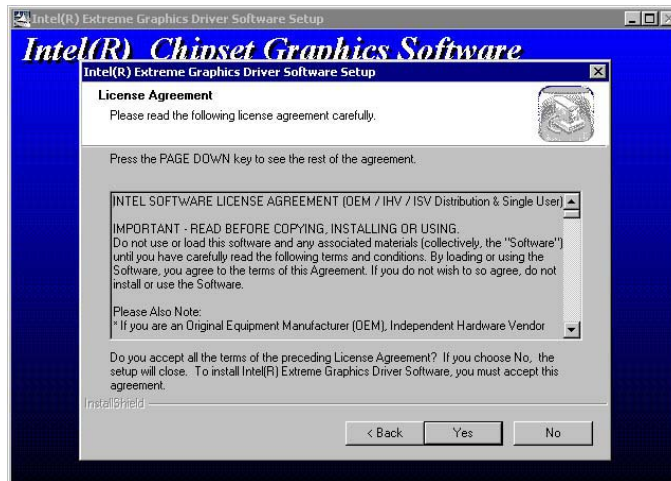 Intel(R) Extreme Graphics Driver Software Setup
Intel(R) Chipset Graphics Software
Intel(R) Extreme Graphics Driver Software Setup
License Agreement
Please read the following license agreement carefully.
Press the PAGE DOWN key to see the rest of the agreement.
INTEL SOFTWARE LICENSE AGREEMENT (OEM / IHV / ISV Distribution & Single User)
IMPORTANT - READ BEFORE COPYING, INSTALLING OR USING.
Do not use or load this software and any associated materials (collectively, the "Software")
until you have carefully read the following terms and conditions. By loading or using the
Software, you agree to the terms of this Agreement. If you do not wish to so agree, do not
install or use the Software.
Please Also Note:
* If you are an Original Equipment Manufacturer (OEM), Independent Hardware Vendor
Do you accept all the terms of the preceding License Agreement? If you choose No, the
setup will close. To install Intel(R) Extreme Graphics Driver Software, you must accept this
agreement.
InstallShield
< Back Yes No